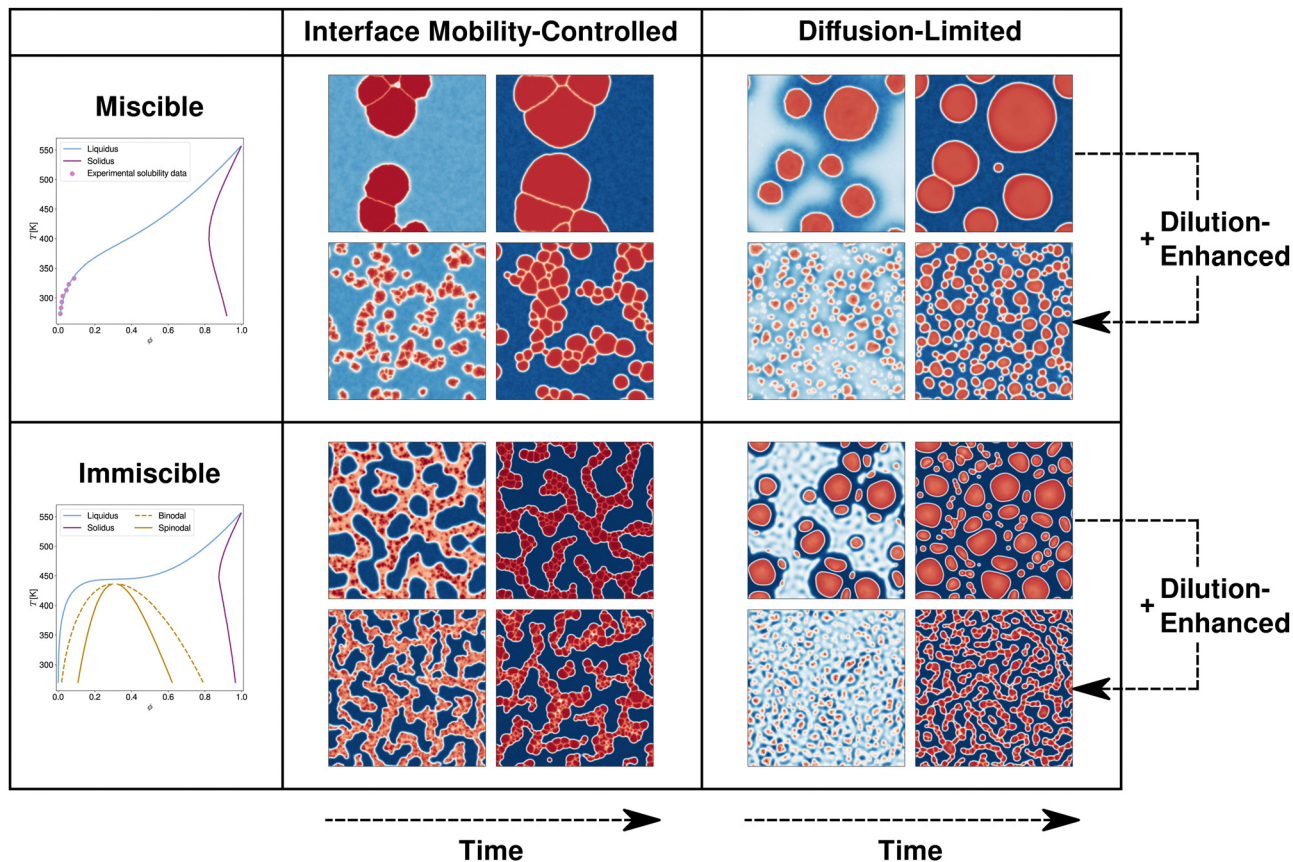 Interface Mobility-Controlled
Diffusion-Limited
Miscible
Liquidus
Solidus
Experimental solubility data
550
500
450
400
350
300
T[K]
0.0 0.2 0.4 0.6 0.8 1.0
ϕ
+ Dilution-
Enhanced
Immiscible
Liquidus
Solidus
Binodal
Spinodal
550
500
450
400
350
300
T[K]
0.0 0.2 0.4 0.6 0.8 1.0
ϕ
+ Dilution-
Enhanced
Time
Time